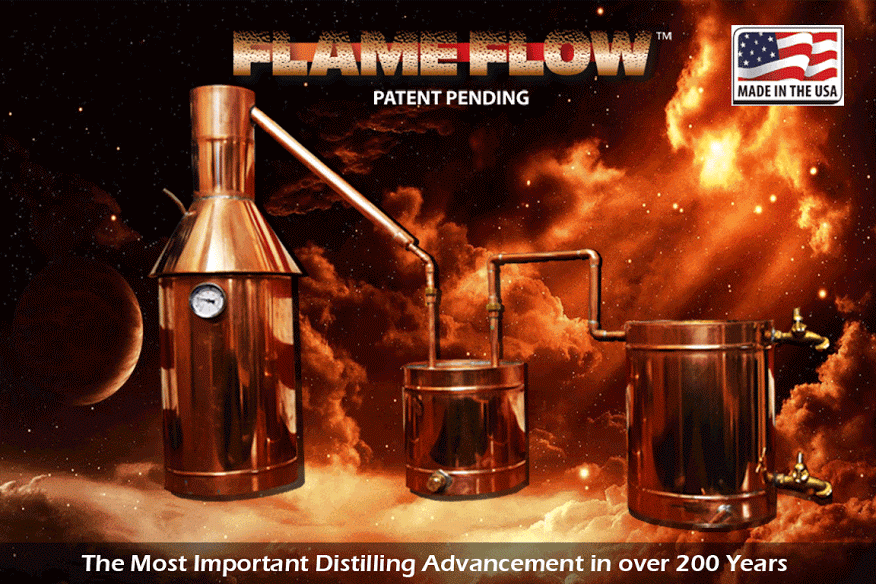 FLAME FLOW™
PATENT PENDING
MADE IN THE USA
The Most Important Distilling Advancement in over 200 Years